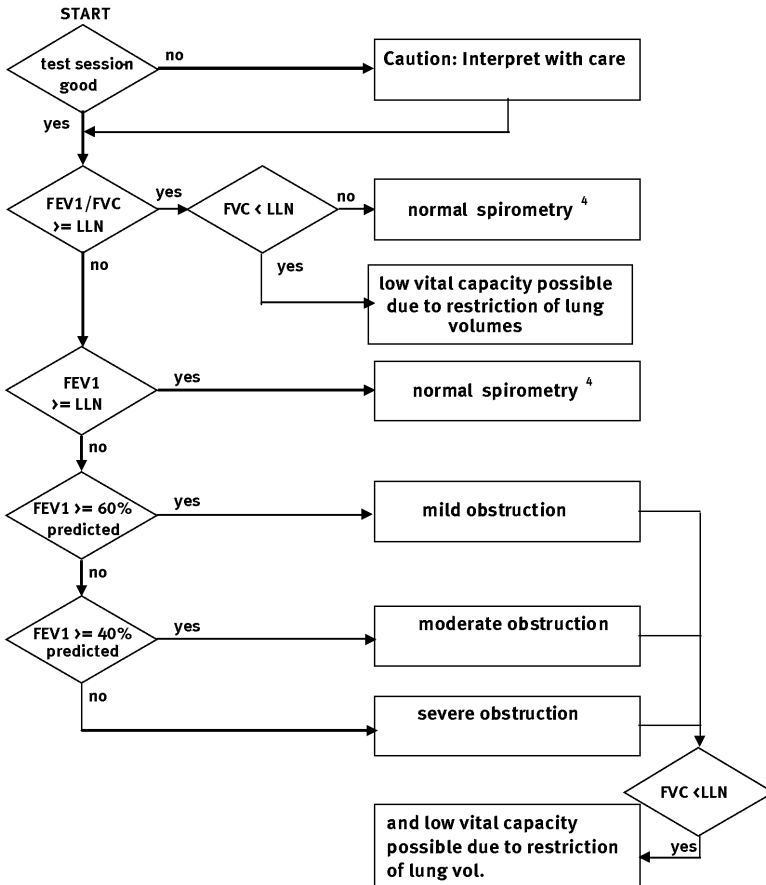 START
test session
good
no
Caution: Interpret with care
yes
FEV1/FVC
>= LLN
yes
FVC < LLN
no
normal spirometry 4
no
yes
low vital capacity possible
due to restriction of lung
volumes
FEV1
>= LLN
yes
normal spirometry 4
no
FEV1 >= 60%
predicted
yes
mild obstruction
no
FEV1 >= 40%
predicted
yes
moderate obstruction
no
severe obstruction
FVC <LLN
yes
and low vital capacity
possible due to restriction
of lung vol.